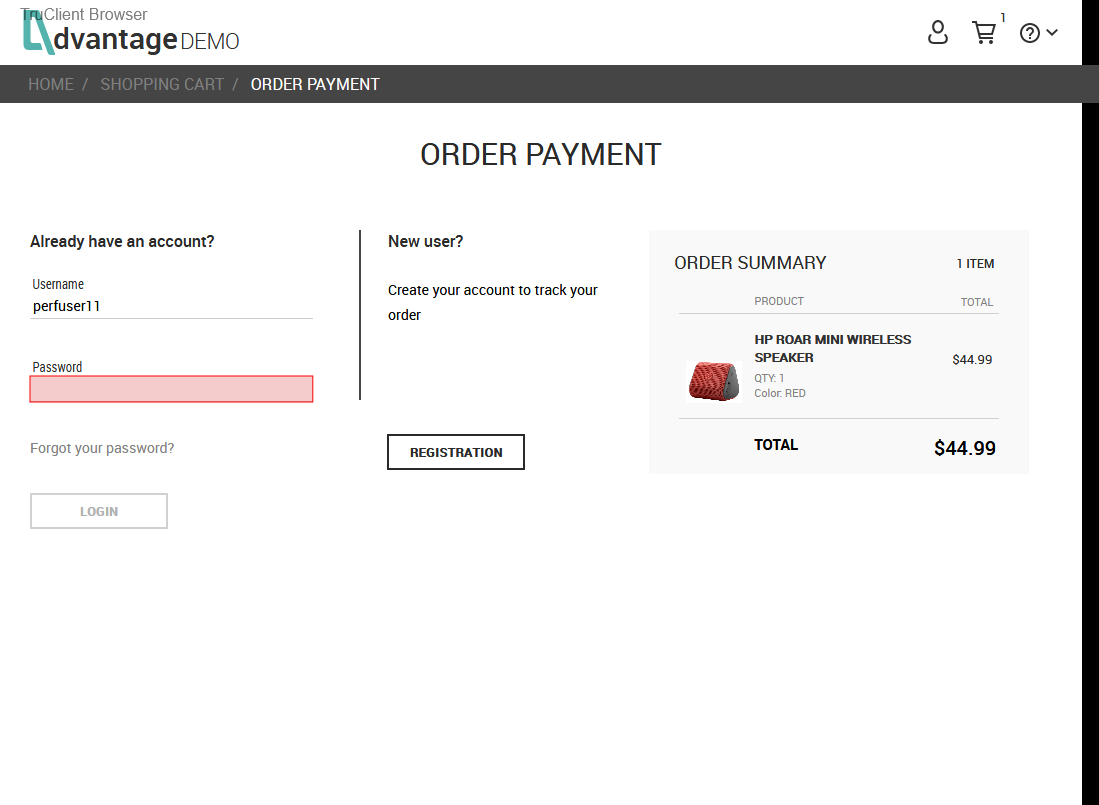 TruClient Browser
dvantage DEMO
1
HOME / SHOPPING CART / ORDER PAYMENT
ORDER PAYMENT
Already have an account?
Username
perfuser11
Password
Forgot your password?
LOGIN
New user?
Create your account to track your
order
REGISTRATION
ORDER SUMMARY 1 ITEM
PRODUCT TOTAL
HP ROAR MINI WIRELESS
SPEAKER
$44.99
QTY: 1
Color: RED
TOTAL $44.99